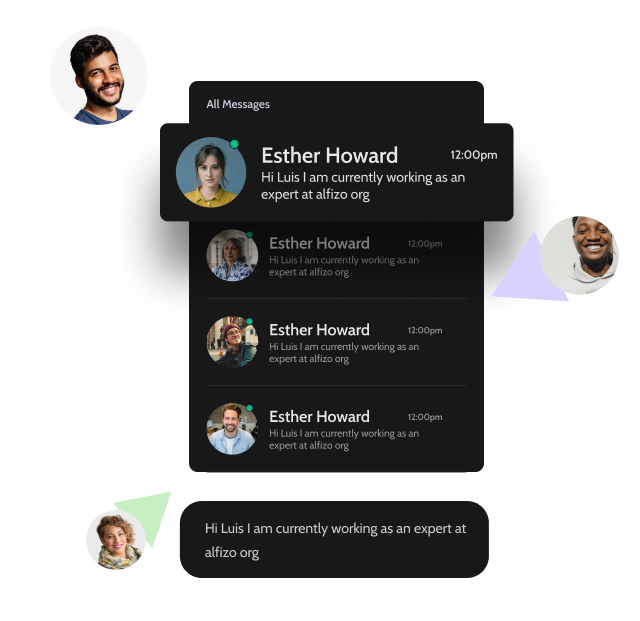 All Messages
Esther Howard 12:00pm
Hi Luis I am currently working as an
expert at alfizo org
Esther Howard 12:00pm
Hi Luis I am currently working as an
expert at alfizo org
Esther Howard 12:00pm
Hi Luis I am currently working as an
expert at alfizo org
Esther Howard 12:00pm
Hi Luis I am currently working as an
expert at alfizo org
Hi Luis I am currently working as an expert at
alfizo org